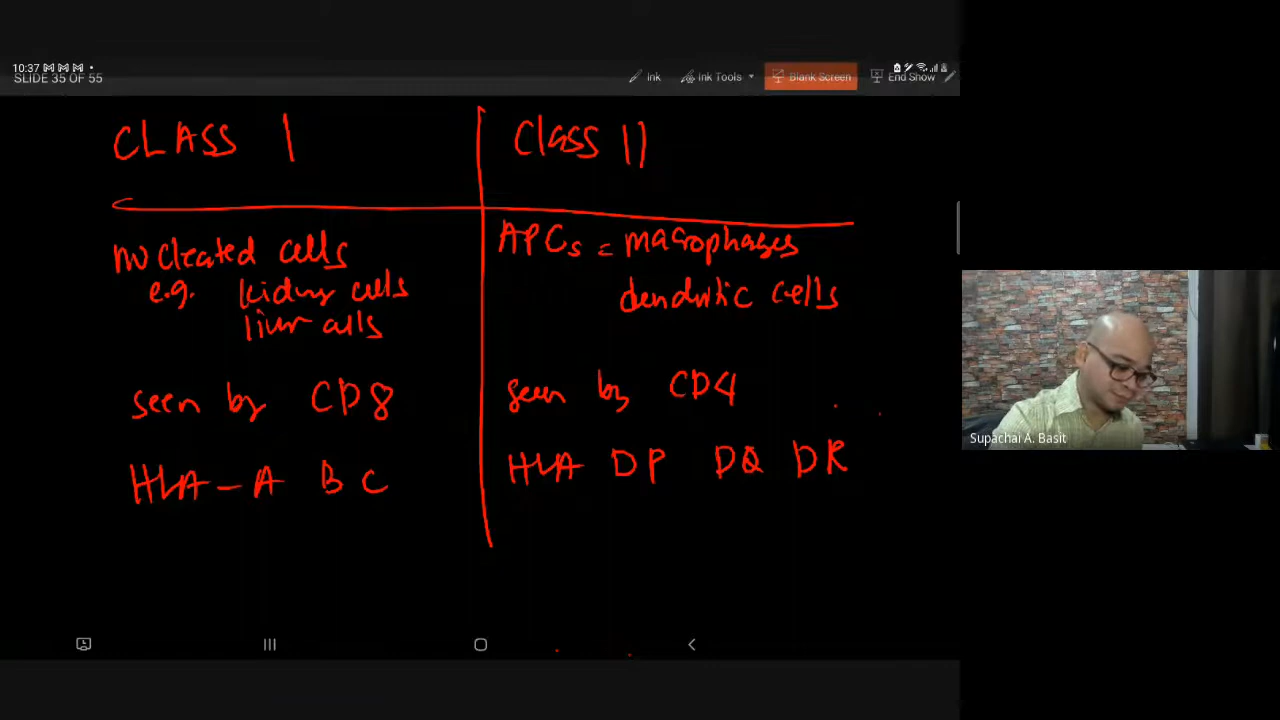 10:37 M M M •
SLIDE 35 OF 55
Ink
Ink Tools
Blank Screen
End Show
CLASS I
Class II
nucleated cells
e.g. kidney cells
liver cells
APCs = macrophages
dendritic cells
seen by CD8
seen by CD4
HLA - A B C
HLA DP DQ DR
Supachai A. Basit